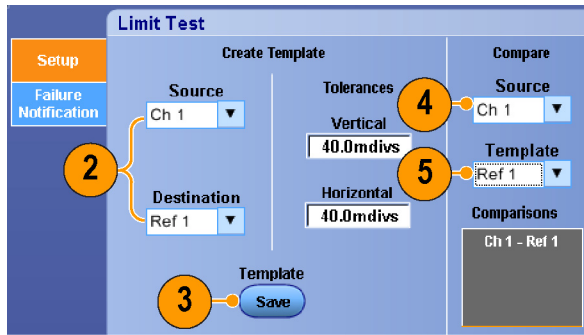 Limit Test
Setup
Failure
Notification
Create Template
Source
Ch 1
2
Destination
Ref 1
Tolerances
Vertical
40.0mdivs
Horizontal
40.0mdivs
Template
3
Save
Compare
Source
4
Ch 1
Template
5
Ref 1
Comparisons
Ch 1 - Ref 1